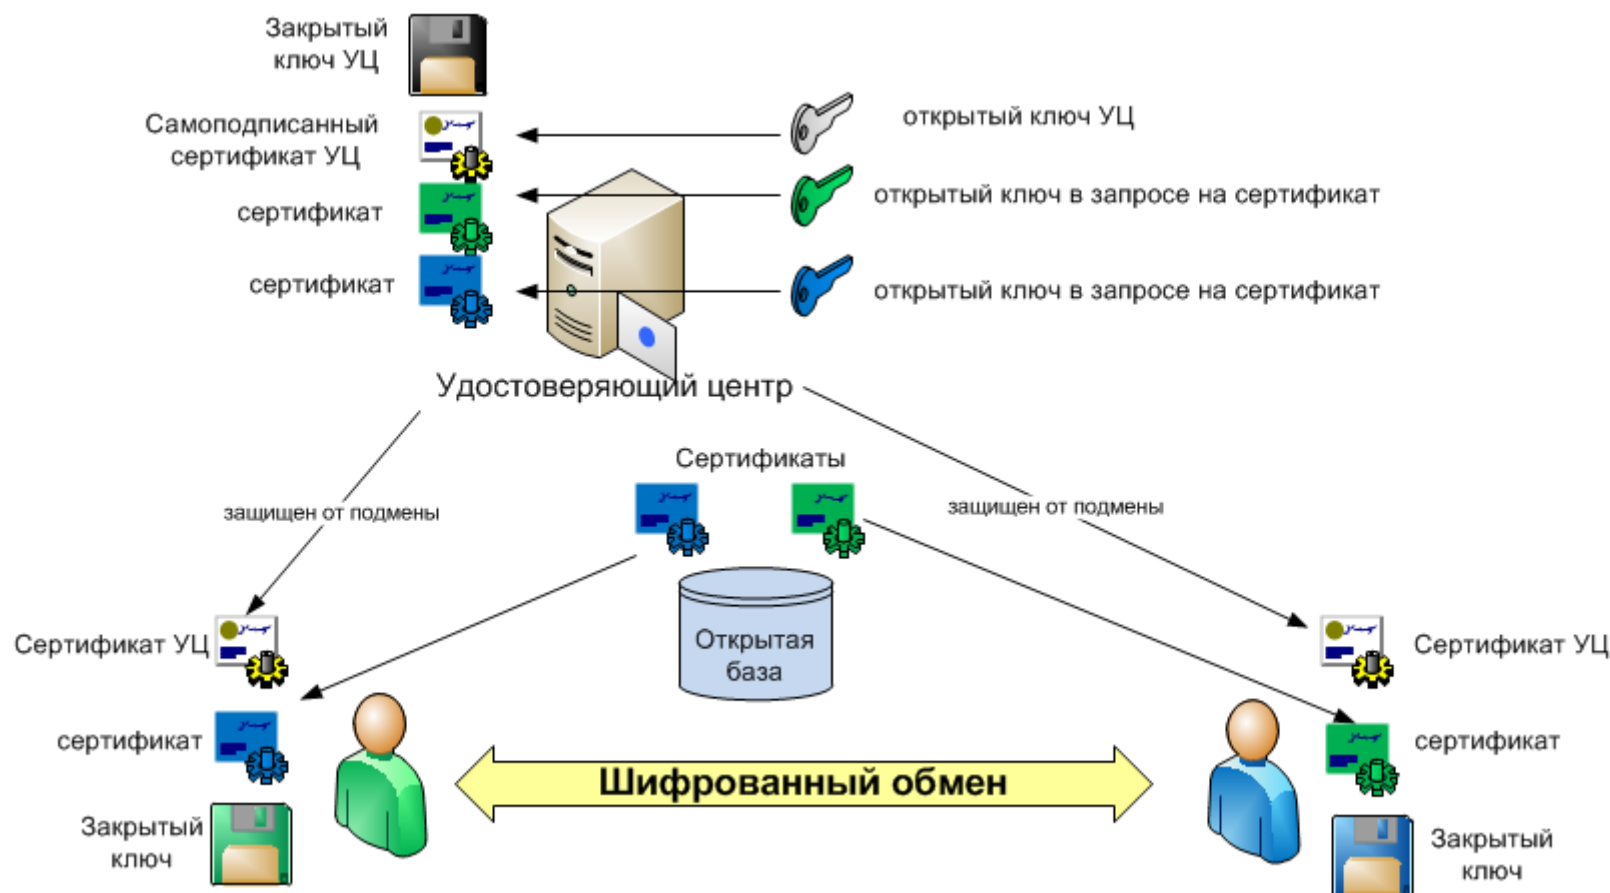 Закрытый
ключ УЦ
открытый ключ УЦ
Самоподписанный
сертификат УЦ
открытый ключ в запросе на сертификат
сертификат
сертификат
открытый ключ в запросе на сертификат
Удостоверяющий центр
Сертификаты
защищен от подмены
защищен от подмены
Сертификат УЦ
Открытая
база
Сертификат УЦ
сертификат
сертификат
Шифрованный обмен
Закрытый
ключ
Закрытый
ключ